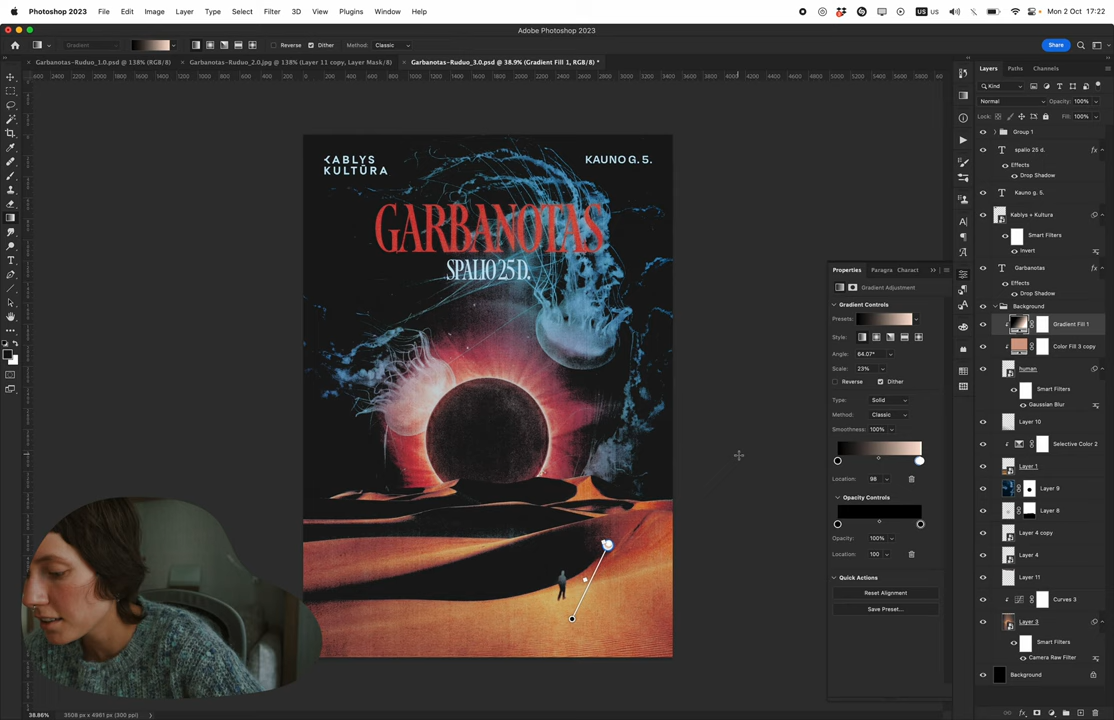 Photoshop 2023 File Edit Image Layer Type Select Filter 3D View Plugins Window Help US US Mon 2 Oct 17:22
Adobe Photoshop 2023
Gradient Reverse Dither Method: Classic Share
Garbanotas-Ruduo_1.0.psd @ 138% (RGB/8) Garbanotas-Ruduo_2.0.jpg @ 138% (Layer 11 copy, Layer Mask/8) Garbanotas-Ruduo_3.0.psd @ 38.9% (Gradient Fill 1, RGB/8) *
KABLYS
KULTŪRA
KAUNO G. 5.
GARBANOTAS
SPALIO 25 D.
Properties Paragra Charact
Gradient Adjustment
Gradient Controls
Presets:
Style:
Angle: 64.07°
Scale: 23%
Reverse Dither
Type: Solid
Method: Classic
Smoothness: 100%
Location: 98
Opacity Controls
Opacity: 100%
Location: 100
Quick Actions
Reset Alignment
Save Preset...
Layers Paths Channels
Kind
Normal Opacity: 100%
Lock: Fill: 100%
Group 1
spalio 25 d. fx
Effects
Drop Shadow
Kauno g. 5.
Kablys + Kultura
Smart Filters
Invert
Garbanotas fx
Effects
Drop Shadow
Background
Gradient Fill 1
Color Fill 3 copy
human
Smart Filters
Gaussian Blur
Layer 10
Selective Color 2
Layer 1
Layer 9
Layer 8
Layer 4 copy
Layer 4
Layer 11
Curves 3
Layer 3
Smart Filters
Camera Raw Filter
Background
38.86% 3508 px x 4961 px (300 ppi)